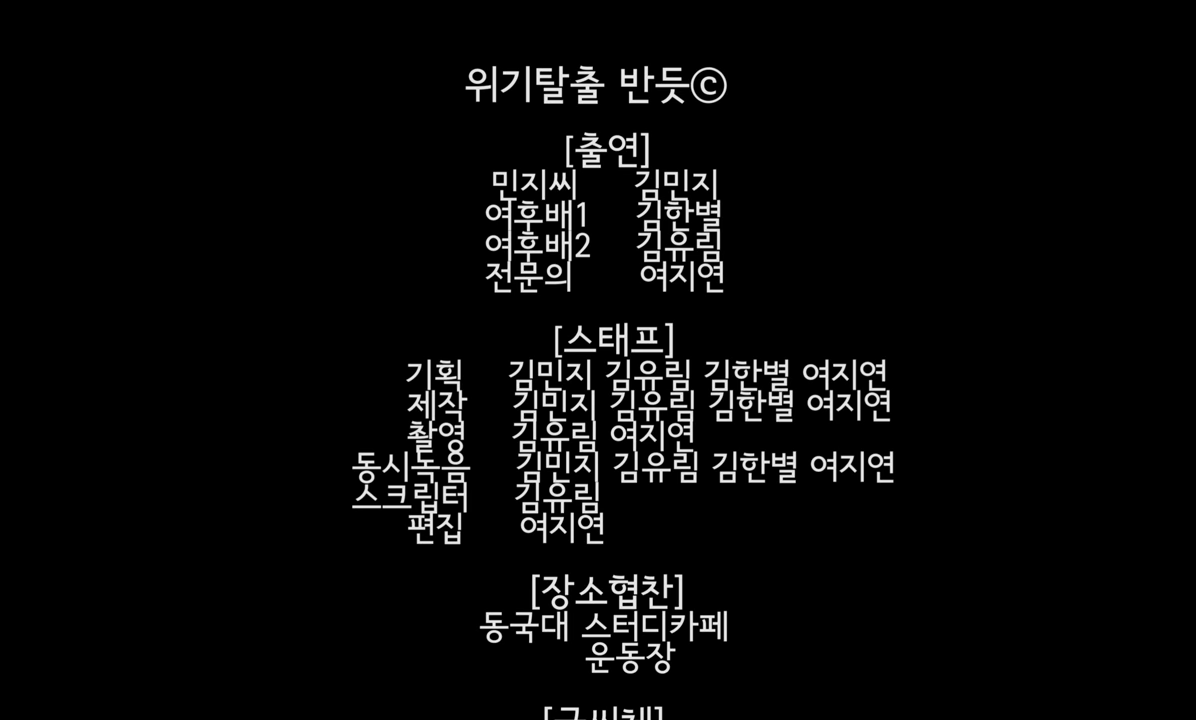 위기탈출 반듯ⓒ
[출연]
민지씨 김민지
여후배1 김한별
여후배2 김유림
전문의 여지연
[스태프]
기획 김민지 김유림 김한별 여지연
제작 김민지 김유림 김한별 여지연
촬영 김유림 여지연
동시녹음 김민지 김유림 김한별 여지연
스크립터 김유림
편집 여지연
[장소협찬]
동국대 스터디카페
운동장